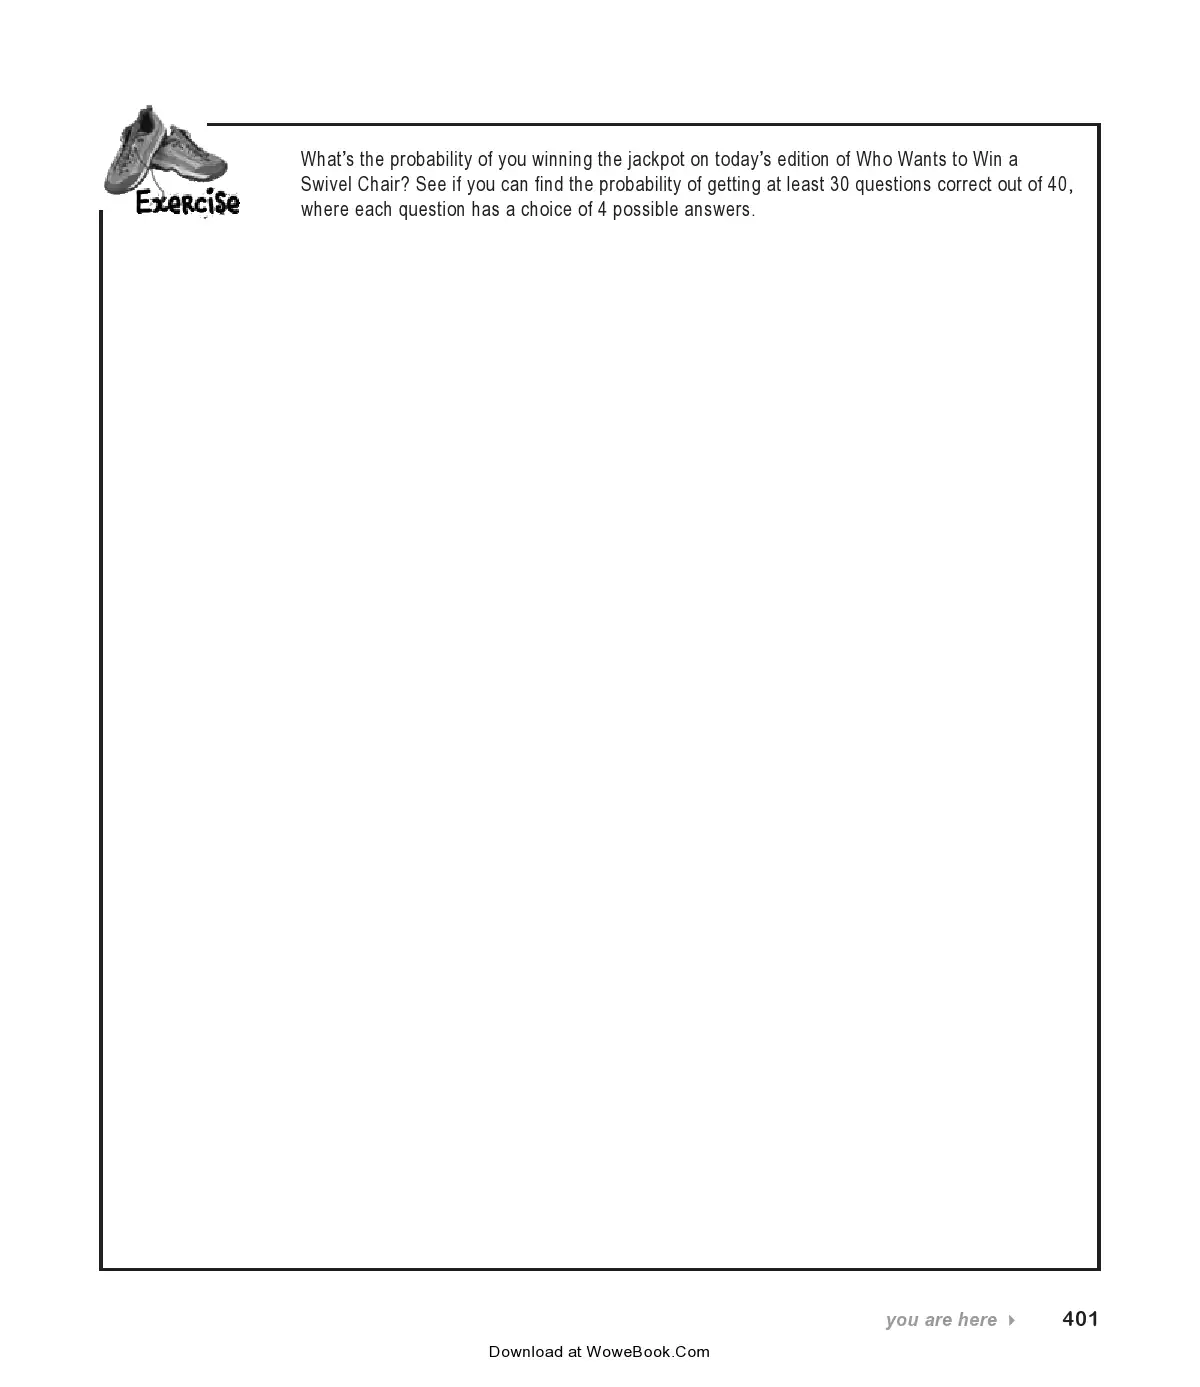 Exercise
What’s the probability of you winning the jackpot on today’s edition of Who Wants to Win a
Swivel Chair? See if you can find the probability of getting at least 30 questions correct out of 40,
where each question has a choice of 4 possible answers.
you are here 401
Download at WoweBook.Com